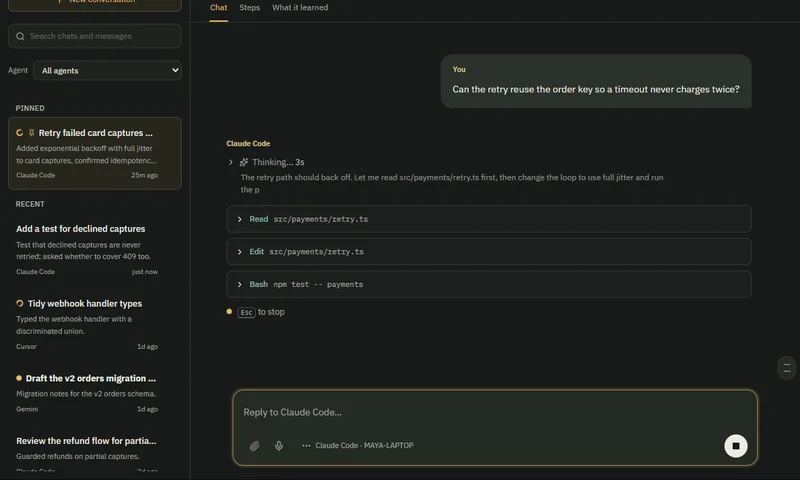 New conversation
Search chats and messages
Agent
All agents
PINNED
Retry failed card captures ...
Added exponential backoff with full jitter
to card captures, confirmed idempotenc...
Claude Code
25m ago
RECENT
Add a test for declined captures
Test that declined captures are never
retried; asked whether to cover 409 too.
Claude Code
just now
Tidy webhook handler types
Typed the webhook handler with a
discriminated union.
Cursor
1d ago
Draft the v2 orders migration ...
Migration notes for the v2 orders schema.
Gemini
1d ago
Review the refund flow for partia...
Guarded refunds on partial captures.
Claude Code
2d ago
Chat
Steps
What it learned
You
Can the retry reuse the order key so a timeout never charges twice?
Claude Code
Thinking... 3s
The retry path should back off. Let me read src/payments/retry.ts first, then change the loop to use full jitter and run
the p
Read src/payments/retry.ts
Edit src/payments/retry.ts
Bash npm test -- payments
Esc to stop
Reply to Claude Code...
Claude Code · MAYA-LAPTOP